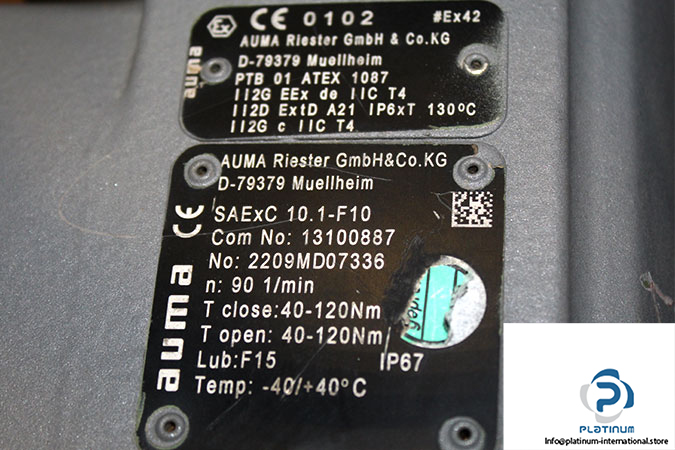 Ex CE 0102 #Ex42
AUMA Riester GmbH & Co.KG
D-79379 Muellheim
PTB 01 ATEX 1087
II2G EEx de IIC T4
II2D ExtD A21 IP6xT 130°C
II2G c IIC T4
auma
AUMA Riester GmbH&Co.KG
D-79379 Muellheim
SAExC 10.1-F10
Com No: 13100887
No: 2209MD07336
n: 90 1/min
T close:40-120Nm
T open: 40-120Nm
Lub:F15 IP67
Temp: -40/+40°C
auma CE
PLATINUM
Info@platinum-international.store